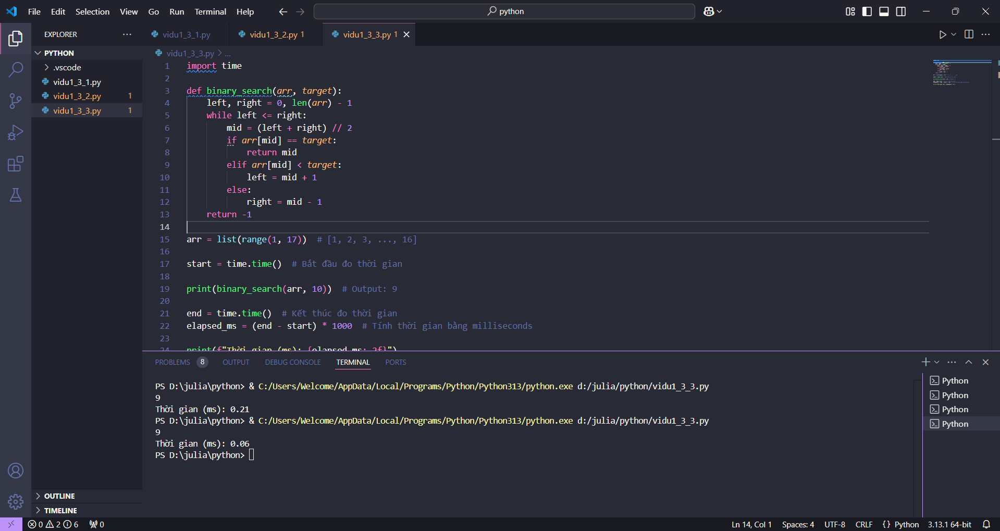 File Edit Selection View Go Run Terminal Help
python
EXPLORER
PYTHON
.vscode
vidu1_3_1.py
vidu1_3_2.py 1
vidu1_3_3.py 1
OUTLINE
TIMELINE
vidu1_3_1.py vidu1_3_2.py 1 vidu1_3_3.py 1
vidu1_3_3.py > ...
1 import time
2
3 def binary_search(arr, target):
4 left, right = 0, len(arr) - 1
5 while left <= right:
6 mid = (left + right) // 2
7 if arr[mid] == target:
8 return mid
9 elif arr[mid] < target:
10 left = mid + 1
11 else:
12 right = mid - 1
13 return -1
14
15 arr = list(range(1, 17)) # [1, 2, 3, ..., 16]
16
17 start = time.time() # Bắt đầu đo thời gian
18
19 print(binary_search(arr, 10)) # Output: 9
20
21 end = time.time() # Kết thúc đo thời gian
22 elapsed_ms = (end - start) * 1000 # Tính thời gian bằng milliseconds
23
24 print(f"Thời gian (ms): {elapsed_ms:.2f}")
PROBLEMS 8 OUTPUT DEBUG CONSOLE TERMINAL PORTS
PS D:\julia\python> & C:/Users/Welcome/AppData/Local/Programs/Python/Python313/python.exe d:/julia/python/vidu1_3_3.py
9
Thời gian (ms): 0.21
PS D:\julia\python> & C:/Users/Welcome/AppData/Local/Programs/Python/Python313/python.exe d:/julia/python/vidu1_3_3.py
9
Thời gian (ms): 0.06
PS D:\julia\python>
Python
Python
Python
Python
0 2 6 0
Ln 14, Col 1 Spaces: 4 UTF-8 CRLF {} Python 3.13.1 64-bit